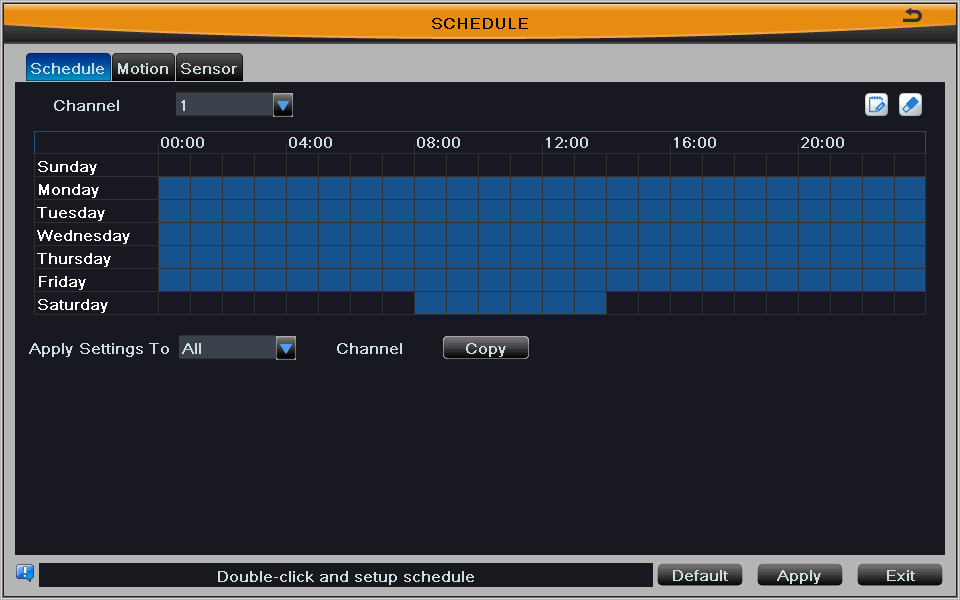 SCHEDULE
Schedule Motion Sensor
Channel 1
00:00 04:00 08:00 12:00 16:00 20:00
Sunday
Monday
Tuesday
Wednesday
Thursday
Friday
Saturday
Apply Settings To All Channel Copy
Double-click and setup schedule Default Apply Exit